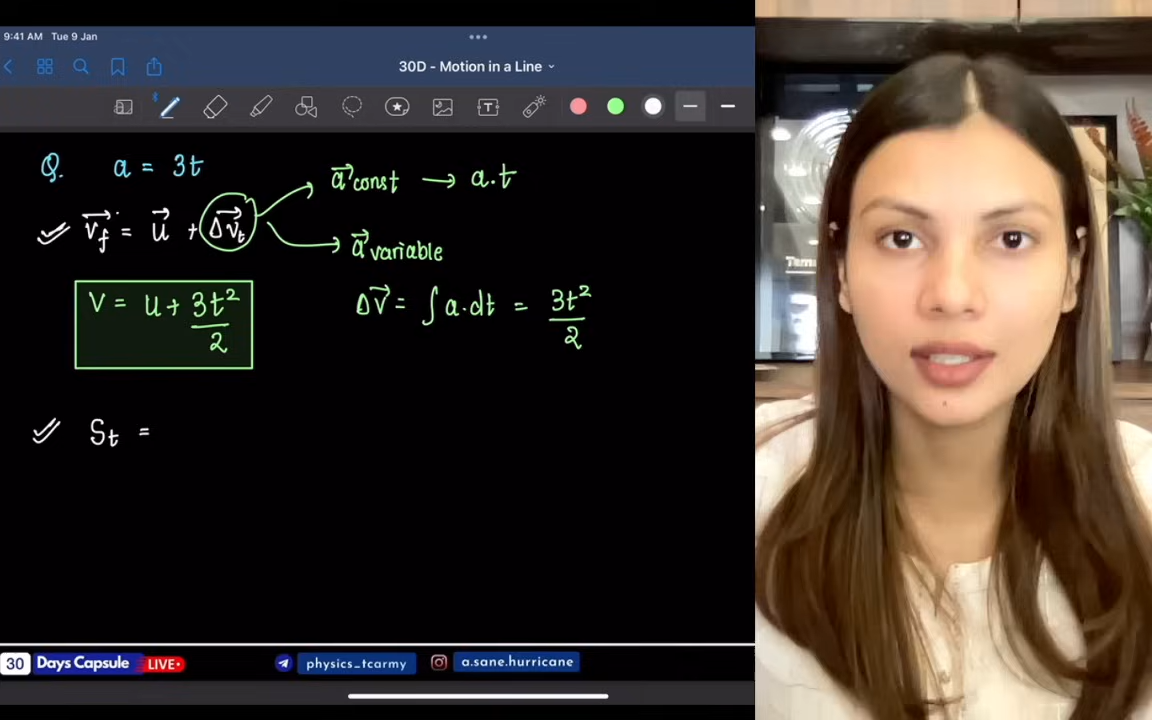 9:41 AM Tue 9 Jan
30D - Motion in a Line
Q. a = 3t
a⃗ const → a.t
v⃗f = u⃗ + Δv⃗t
a⃗ variable
V = u + 3t²/2
Δv⃗ = ∫a.dt = 3t²/2
St =
30 Days Capsule LIVE
physics_tcarmy
a.sane.hurricane